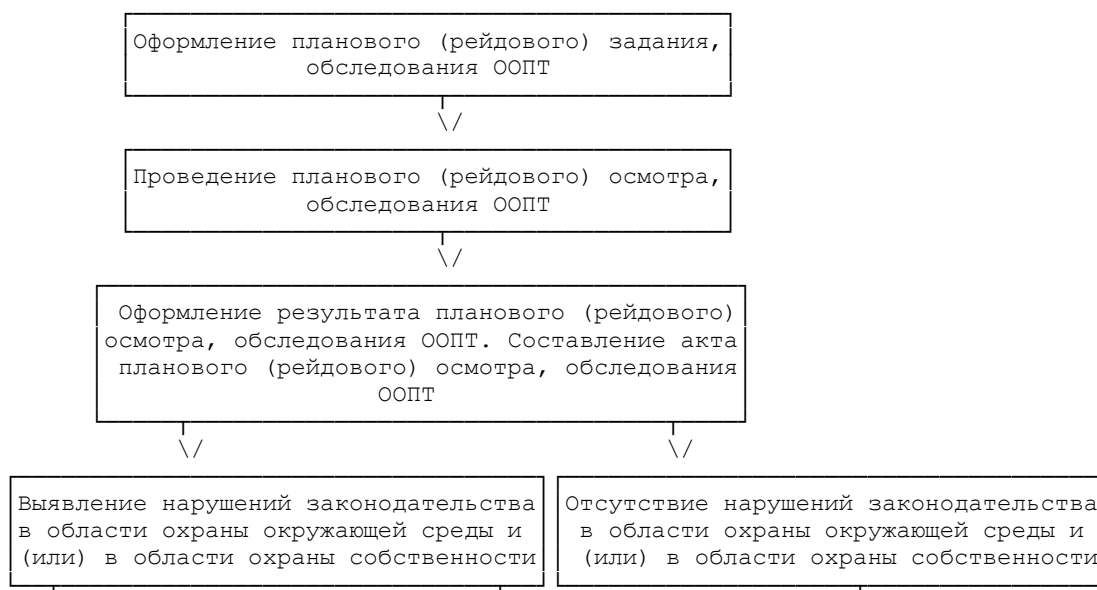 Оформление планового (рейдового) задания,
обследования ООПТ
\/
Проведение планового (рейдового) осмотра,
обследования ООПТ
\/
Оформление результата планового (рейдового)
осмотра, обследования ООПТ. Составление акта
планового (рейдового) осмотра, обследования
ООПТ
\/ \/
Выявление нарушений законодательства
в области охраны окружающей среды и
(или) в области охраны собственности
Отсутствие нарушений законодательства
в области охраны окружающей среды и
(или) в области охраны собственности